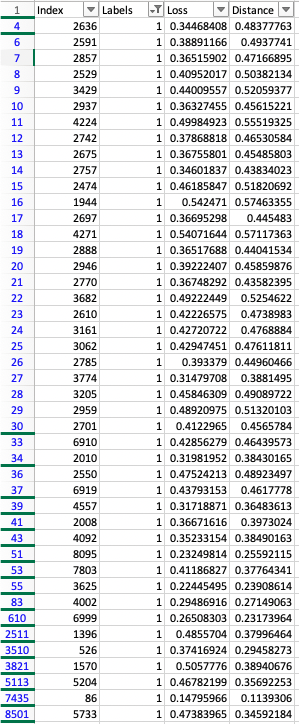 1 Index Labels Loss Distance
4 2636 1 0.34468408 0.48377763
6 2591 1 0.38891166 0.4937741
7 2857 1 0.36515902 0.47166895
8 2529 1 0.40952017 0.50382134
9 3429 1 0.44009557 0.52059377
10 2937 1 0.36327455 0.45615221
11 4224 1 0.49984923 0.55519325
12 2742 1 0.37868818 0.46530584
13 2675 1 0.36755801 0.45485803
14 2757 1 0.34601837 0.43834023
15 2474 1 0.46185847 0.51820692
16 1944 1 0.542471 0.57463355
17 2697 1 0.36695298 0.445483
18 4271 1 0.54071644 0.57117363
19 2888 1 0.36517688 0.44041534
20 2946 1 0.39222407 0.45859876
21 2770 1 0.36748292 0.43582395
22 3682 1 0.49222449 0.5254622
23 2610 1 0.42226575 0.4738983
24 3161 1 0.42720722 0.4768884
25 3062 1 0.42947451 0.47611811
26 2785 1 0.393379 0.44960466
27 3774 1 0.31479708 0.3881495
28 3205 1 0.45846309 0.49089722
29 2959 1 0.48920975 0.51320103
30 2701 1 0.4122965 0.4565784
33 6910 1 0.42856279 0.46439573
34 2010 1 0.31981952 0.38430165
36 2550 1 0.47524213 0.48923497
37 6919 1 0.43793153 0.4617778
39 4557 1 0.31718871 0.36483613
41 2008 1 0.36671616 0.3973024
43 4092 1 0.35233154 0.38490163
51 8095 1 0.23249814 0.25592115
53 7803 1 0.41186827 0.37764341
55 3625 1 0.22445495 0.23908614
83 4002 1 0.29486916 0.27149063
610 6999 1 0.26508303 0.23173964
2511 1396 1 0.4855704 0.37996464
3510 526 1 0.37416924 0.29458273
3821 1570 1 0.5057776 0.38940676
5113 5204 1 0.46782199 0.35692253
7435 86 1 0.14795966 0.1139306
8501 5733 1 0.47383965 0.34592184